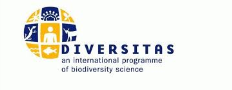 DIVERSITAS
an international programme
of biodiversity science